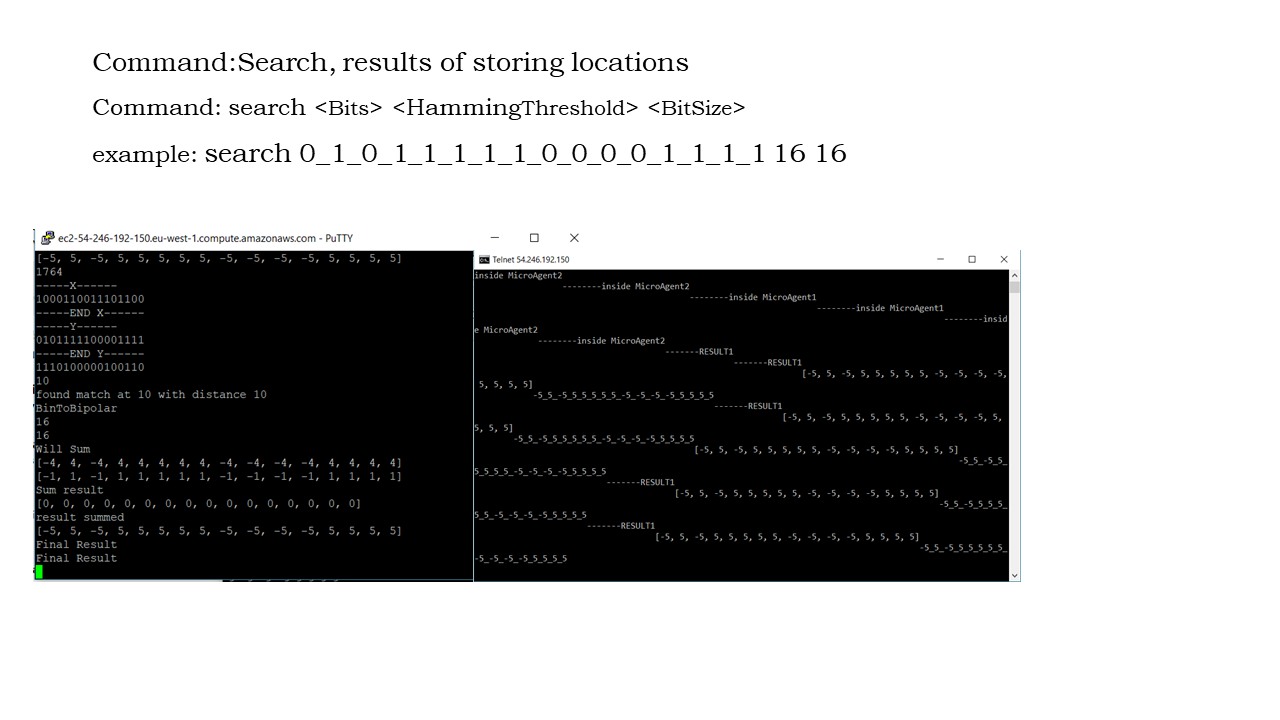 Command:Search, results of storing locations
Command: search <Bits> <HammingThreshold> <BitSize>
example: search 0_1_0_1_1_1_1_1_0_0_0_0_1_1_1_1 16 16
ec2-54-246-192-150.eu-west-1.compute.amazonaws.com - PuTTY
[-5, 5, -5, 5, 5, 5, 5, 5, -5, -5, -5, -5, 5, 5, 5, 5]
1764
-----X------
1000110011101100
-----END X------
-----Y------
0101111100001111
-----END Y------
1110100000100110
10
found match at 10 with distance 10
BinToBipolar
16
16
Will Sum
[-4, 4, -4, 4, 4, 4, 4, 4, -4, -4, -4, -4, 4, 4, 4, 4]
[-1, 1, -1, 1, 1, 1, 1, 1, -1, -1, -1, -1, 1, 1, 1, 1]
Sum result
[0, 0, 0, 0, 0, 0, 0, 0, 0, 0, 0, 0, 0, 0, 0, 0]
result summed
[-5, 5, -5, 5, 5, 5, 5, 5, -5, -5, -5, -5, 5, 5, 5, 5]
Final Result
Final Result
Telnet 54.246.192.150
inside MicroAgent2
--------inside MicroAgent2
--------inside MicroAgent1
--------inside MicroAgent1
--------insid
e MicroAgent2
--------inside MicroAgent2
-------RESULT1
-------RESULT1
[-5, 5, -5, 5, 5, 5, 5, 5, -5, -5, -5, -5,
5, 5, 5, 5]
-5_5_-5_5_5_5_5_5_-5_-5_-5_-5_5_5_5_5
-------RESULT1
[-5, 5, -5, 5, 5, 5, 5, 5, -5, -5, -5, -5, 5,
5, 5, 5]
-5_5_-5_5_5_5_5_5_-5_-5_-5_-5_5_5_5_5
[-5, 5, -5, 5, 5, 5, 5, 5, -5, -5, -5, -5, 5, 5, 5, 5]
-5_5_-5_5_
5_5_5_5_-5_-5_-5_-5_5_5_5_5
-------RESULT1
[-5, 5, -5, 5, 5, 5, 5, 5, -5, -5, -5, -5, 5, 5, 5, 5]
-5_5_-5_5_5_
5_5_5_-5_-5_-5_-5_5_5_5_5
-------RESULT1
[-5, 5, -5, 5, 5, 5, 5, 5, -5, -5, -5, -5, 5, 5, 5, 5]
-5_5_-5_5_5_5_5_5_
-5_-5_-5_-5_5_5_5_5